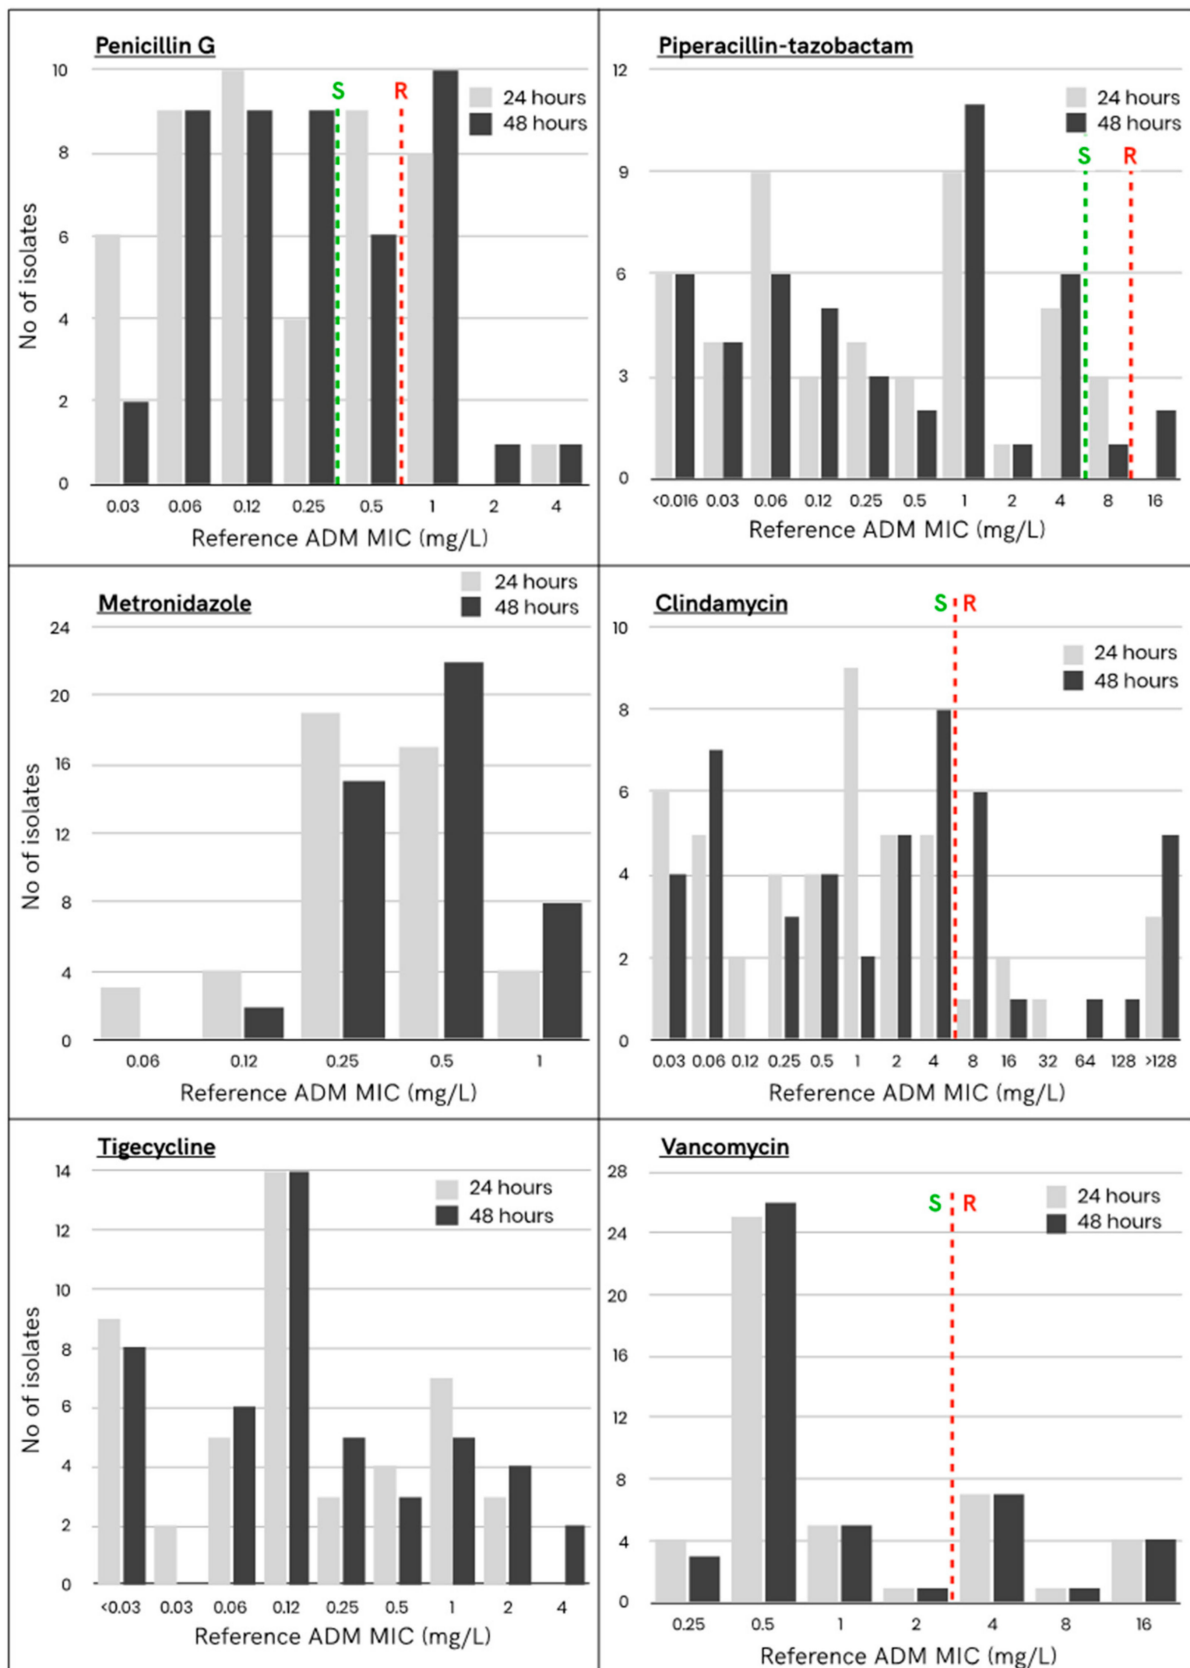 Penicillin G
10
8
6
4
2
0
No of isolates
S
R
24 hours
48 hours
0.03 0.06 0.12 0.25 0.5 1 2 4
Reference ADM MIC (mg/L)
Piperacillin-tazobactam
12
9
6
3
0
24 hours
48 hours
S
R
<0.016 0.03 0.06 0.12 0.25 0.5 1 2 4 8 16
Reference ADM MIC (mg/L)
Metronidazole
24 hours
48 hours
24
20
16
12
8
4
0
No of isolates
0.06 0.12 0.25 0.5 1
Reference ADM MIC (mg/L)
Clindamycin
S R
10
8
6
4
2
0
24 hours
48 hours
0.03 0.06 0.12 0.25 0.5 1 2 4 8 16 32 64 128 >128
Reference ADM MIC (mg/L)
Tigecycline
14
12
10
8
6
4
2
0
No of isolates
24 hours
48 hours
<0.03 0.03 0.06 0.12 0.25 0.5 1 2 4
Reference ADM MIC (mg/L)
Vancomycin
28
24
20
16
12
8
4
0
S R
24 hours
48 hours
0.25 0.5 1 2 4 8 16
Reference ADM MIC (mg/L)